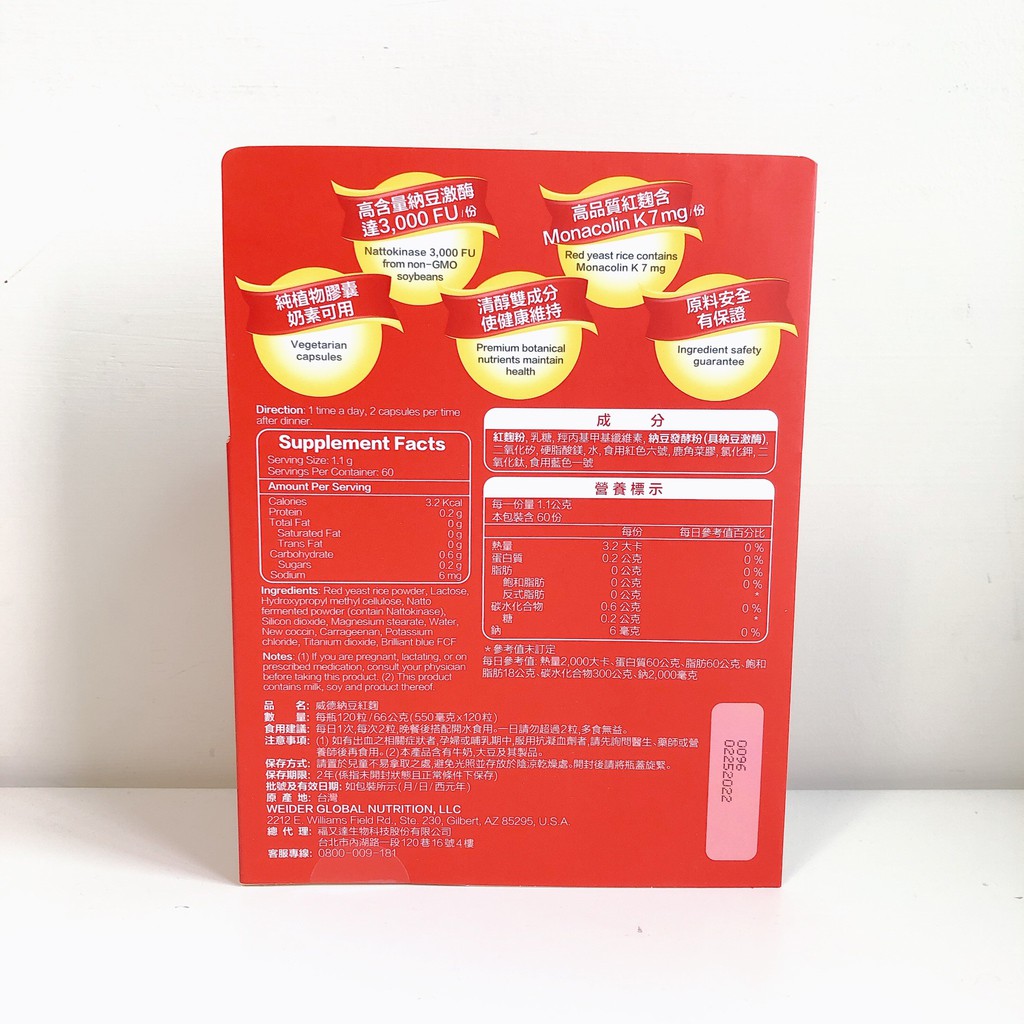 高含量納豆激酶
達3,000 FU/份
Nattokinase 3,000 FU
from non-GMO
soybeans
高品質紅麴含
Monacolin K 7 mg/份
Red yeast rice contains
Monacolin K 7 mg
純植物膠囊
奶素可用
Vegetarian
capsules
清醇雙成分
使健康維持
Premium botanical
nutrients maintain
health
原料安全
有保證
Ingredient safety
guarantee
Direction: 1 time a day, 2 capsules per time
after dinner.
Supplement Facts
Serving Size: 1.1 g
Servings Per Container: 60
Amount Per Serving
Calories 3.2 Kcal
Protein 0.2 g
Total Fat 0 g
Saturated Fat 0 g
Trans Fat 0 g
Carbohydrate 0.6 g
Sugars 0.2 g
Sodium 6 mg
Ingredients: Red yeast rice powder, Lactose,
Hydroxypropyl methyl cellulose, Natto
fermented powder (contain Nattokinase),
Silicon dioxide, Magnesium stearate, Water,
New coccin, Carrageenan, Potassium
chloride, Titanium dioxide, Brilliant blue FCF
Notes: (1) If you are pregnant, lactating, or on
prescribed medication, consult your physician
before taking this product. (2) This product
contains milk, soy and product thereof.
成 分
紅麴粉, 乳糖, 羥丙基甲基纖維素, 納豆發酵粉(具納豆激酶),
二氧化矽, 硬脂酸鎂, 水, 食用紅色六號, 鹿角菜膠, 氯化鉀, 二
氧化鈦, 食用藍色一號
營養標示
每一份量 1.1公克
本包裝含 60份
每份 每日參考值百分比
熱量 3.2 大卡 0 %
蛋白質 0.2 公克 0 %
脂肪 0 公克 0 %
飽和脂肪 0 公克 0 %
反式脂肪 0 公克 *
碳水化合物 0.6 公克 0 %
糖 0.2 公克 *
鈉 6 毫克 0 %
*參考值未訂定
每日參考值: 熱量2,000大卡、蛋白質60公克、脂肪60公克、飽和
脂肪18公克、碳水化合物300公克、鈉2,000毫克
品 名: 威德納豆紅麴
數 量: 每瓶120粒/66公克(550毫克x120粒)
食用建議: 每日1次,每次2粒,晚餐後搭配開水食用。一日請勿超過2粒,多食無益。
注意事項: (1) 如有出血之相關症狀者,孕婦或哺乳期中,服用抗凝血劑者,請先詢問醫生、藥師或營
養師後再食用。(2)本產品含有牛奶,大豆及其製品。
保存方式: 請置於兒童不易拿取之處,避免光照並存放於陰涼乾燥處。開封後請將瓶蓋旋緊。
保存期限: 2年(係指未開封狀態且正常條件下保存)
批號及有效日期: 如包裝所示(月/日/西元年)
原 產 地: 台灣
WEIDER GLOBAL NUTRITION, LLC
2212 E. Williams Field Rd., Ste. 230, Gilbert, AZ 85295, U.S.A.
總 代 理: 福又達生物科技股份有限公司
台北市內湖路一段120巷16號4樓
客服專線: 0800-009-181
0096
02252022